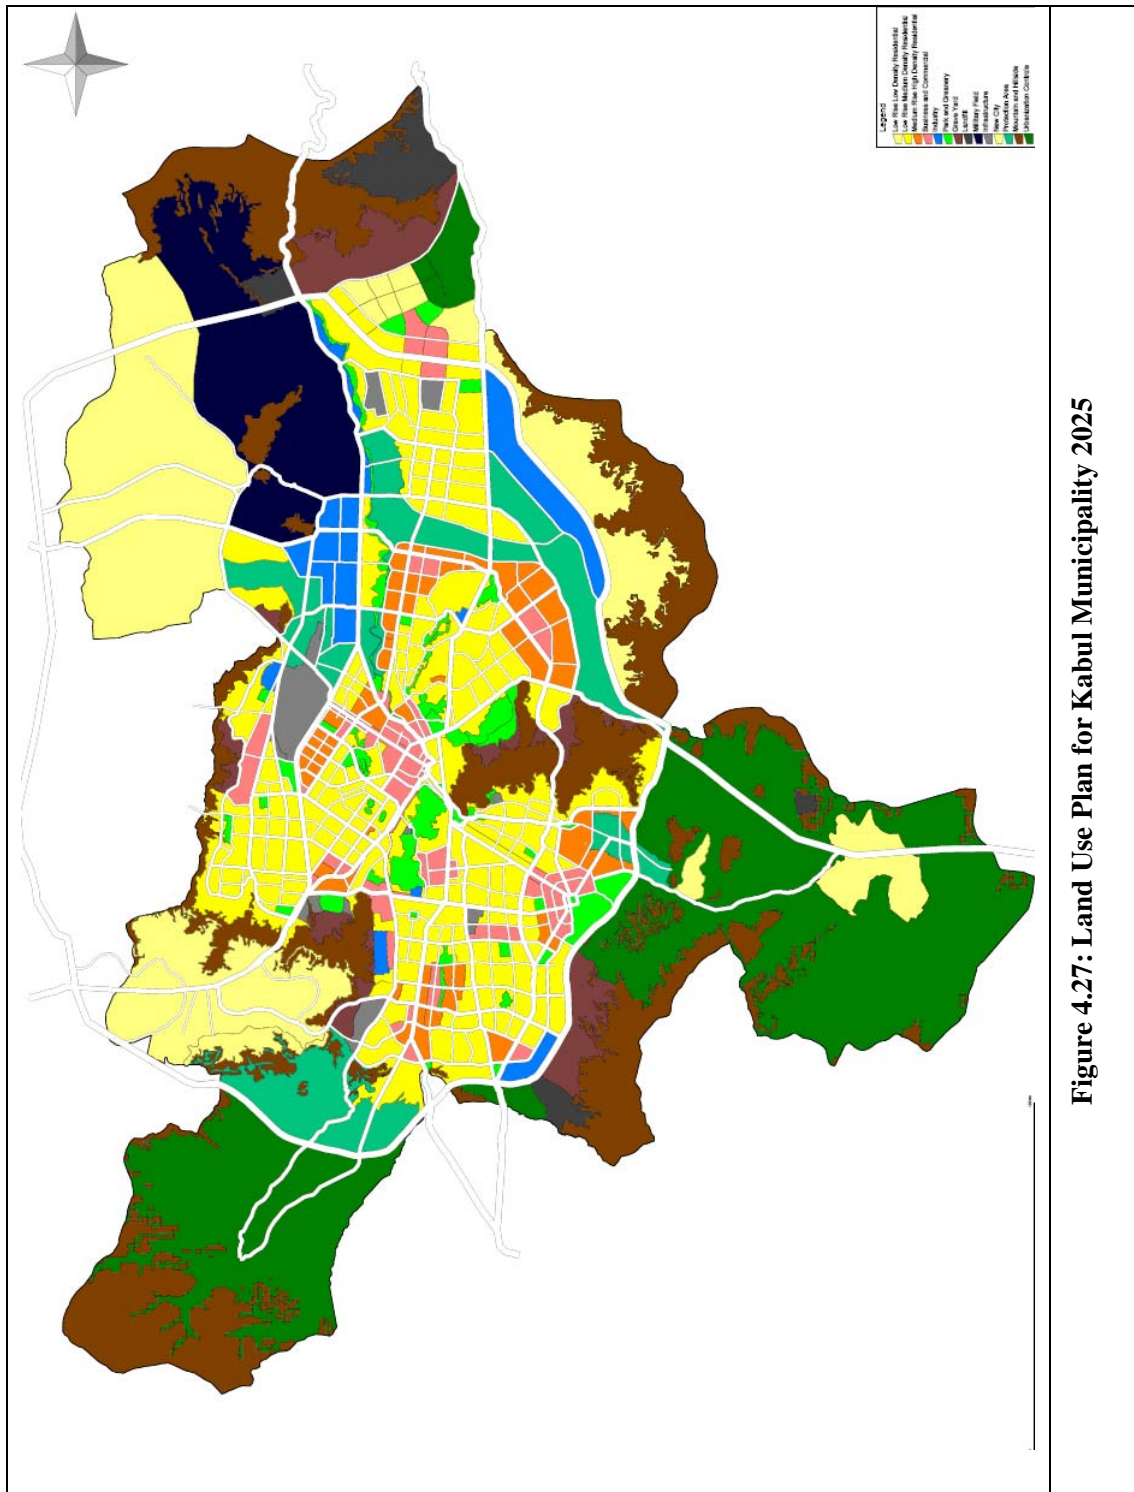 Legend
Low Rise Low Density Residential
Low Rise Medium Density Residential
Medium Rise High Density Residential
Business and Commercial
Industry
Park and Greenery
Grave Yard
Landfill
Military Field
Infrastructure
New City
Protection Area
Mountain and Hillside
Urbanization Controle
Figure 4.27: Land Use Plan for Kabul Municipality 2025